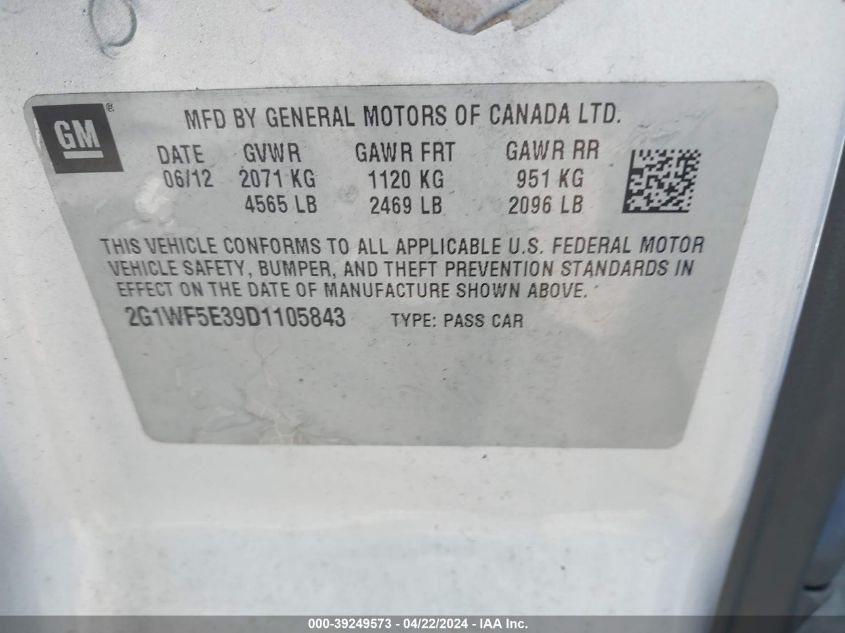 GM ®
MFD BY GENERAL MOTORS OF CANADA LTD.
DATE GVWR GAWR FRT GAWR RR
06/12 2071 KG 1120 KG 951 KG
4565 LB 2469 LB 2096 LB
THIS VEHICLE CONFORMS TO ALL APPLICABLE U.S. FEDERAL MOTOR
VEHICLE SAFETY, BUMPER, AND THEFT PREVENTION STANDARDS IN
EFFECT ON THE DATE OF MANUFACTURE SHOWN ABOVE.
2G1WF5E39D1105843 TYPE: PASS CAR
000-39249573 - 04/22/2024 - IAA Inc.